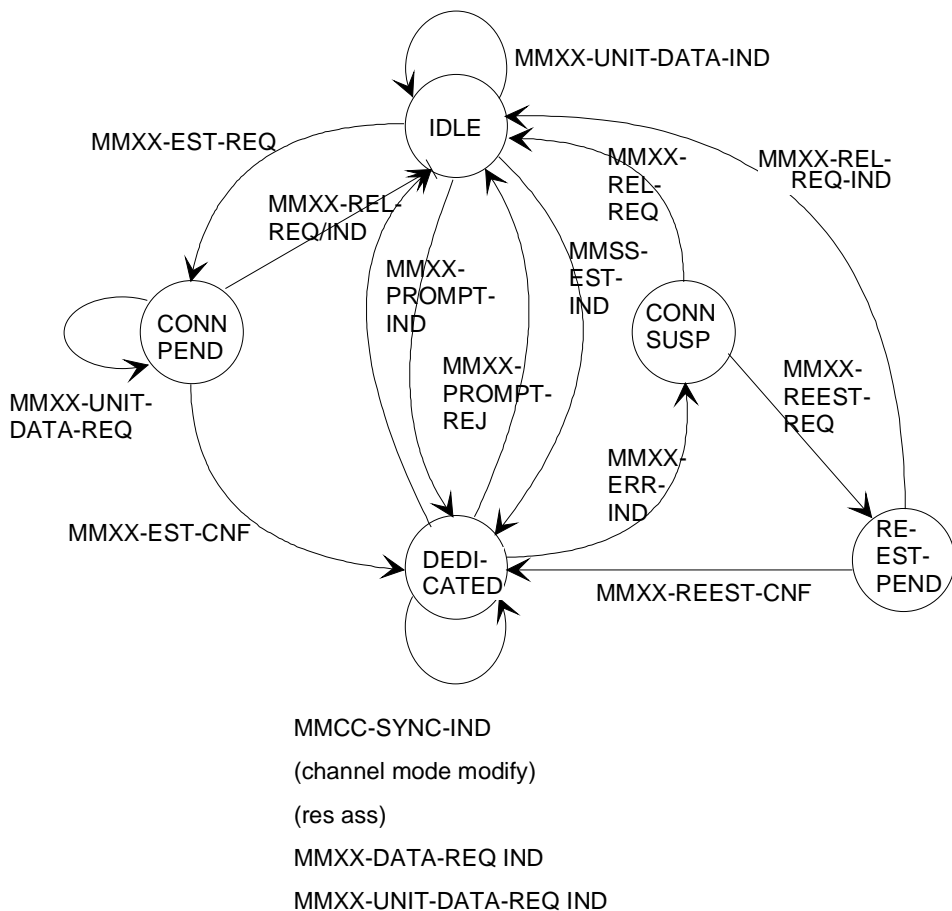 MMXX-UNIT-DATA-IND
IDLE
MMXX-EST-REQ
MMXX-
REL-
REQ
MMXX-REL-
REQ-IND
MMXX-REL-
REQ/IND
MMXX-
PROMPT-
IND
MMSS-
EST-
IND
CONN
PEND
CONN
SUSP
MMXX-
PROMPT-
REJ
MMXX-
REEST-
REQ
MMXX-UNIT-
DATA-REQ
MMXX-
ERR-
IND
MMXX-EST-CNF
DEDI-
CATED
RE-
EST-
PEND
MMXX-REEST-CNF
MMCC-SYNC-IND
(channel mode modify)
(res ass)
MMXX-DATA-REQ IND
MMXX-UNIT-DATA-REQ IND